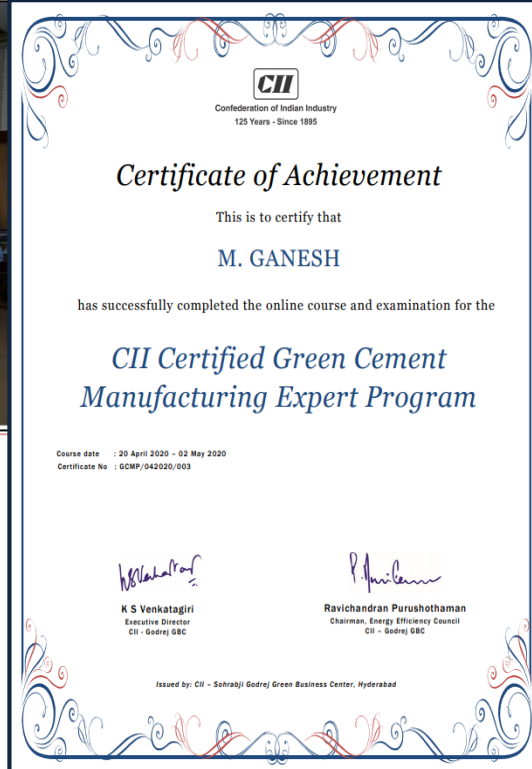 CII
Confederation of Indian Industry
125 Years - Since 1895
Certificate of Achievement
This is to certify that
M. GANESH
has successfully completed the online course and examination for the
CII Certified Green Cement
Manufacturing Expert Program
Course date : 20 April 2020 – 02 May 2020
Certificate No : GCMP/042020/003
K S Venkatagiri
Executive Director
CII - Godrej GBC
Ravichandran Purushothaman
Chairman, Energy Efficiency Council
CII – Godrej GBC
Issued by: CII – Sohrabji Godrej Green Business Center, Hyderabad